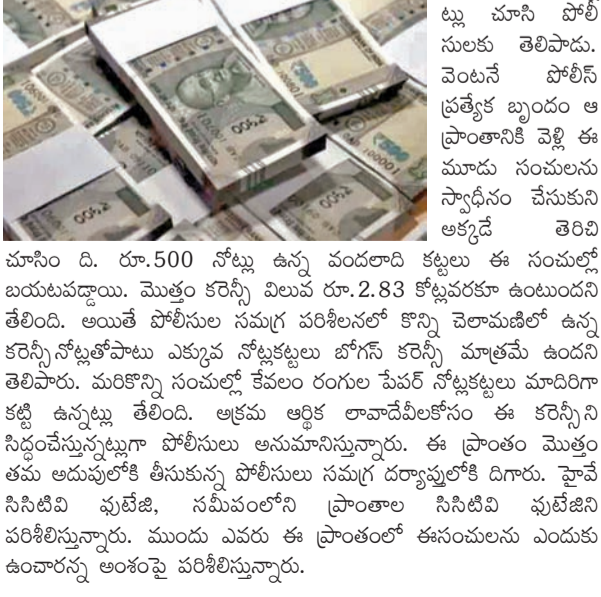 ట్లు చూసి పోలీ
సులకు తెలిపాడు.
వెంటనే పోలీస్
ప్రత్యేక బృందం ఆ
ప్రాంతానికి వెళ్లి ఈ
మూడు సంచులను
స్వాధీనం చేసుకుని
అక్కడే తెరిచి
చూసిం ది. రూ.500 నోట్లు ఉన్న వందలాది కట్టలు ఈ సంచుల్లో
బయటపడ్డాయి. మొత్తం కరెన్సీ విలువ రూ.2.83 కోట్లవరకూ ఉంటుందని
తేలింది. అయితే పోలీసుల సమగ్ర పరిశీలనలో కొన్ని చెలామణిలో ఉన్న
కరెన్సీనోట్లతోపాటు ఎక్కువ నోట్లకట్టలు బోగస్ కరెన్సీ మాత్రమే ఉందని
తెలిపారు. మరికొన్ని సంచుల్లో కేవలం రంగుల పేపర్ నోట్లకట్టలు మాదిరిగా
కట్టి ఉన్నట్లు తేలింది. అక్రమ ఆర్థిక లావాదేవీలకోసం ఈ కరెన్సీని
సిద్ధంచేస్తున్నట్లుగా పోలీసులు అనుమానిస్తున్నారు. ఈ ప్రాంతం మొత్తం
తమ అదుపులోకి తీసుకున్న పోలీసులు సమగ్ర దర్యాప్తులోకి దిగారు. హైవే
సిసిటివి ఫుటేజి, సమీపంలోని ప్రాంతాల సిసిటివి ఫుటేజిని
పరిశీలిస్తున్నారు. ముందు ఎవరు ఈ ప్రాంతంలో ఈసంచులను ఎందుకు
ఉంచారన్న అంశంపై పరిశీలిస్తున్నారు.